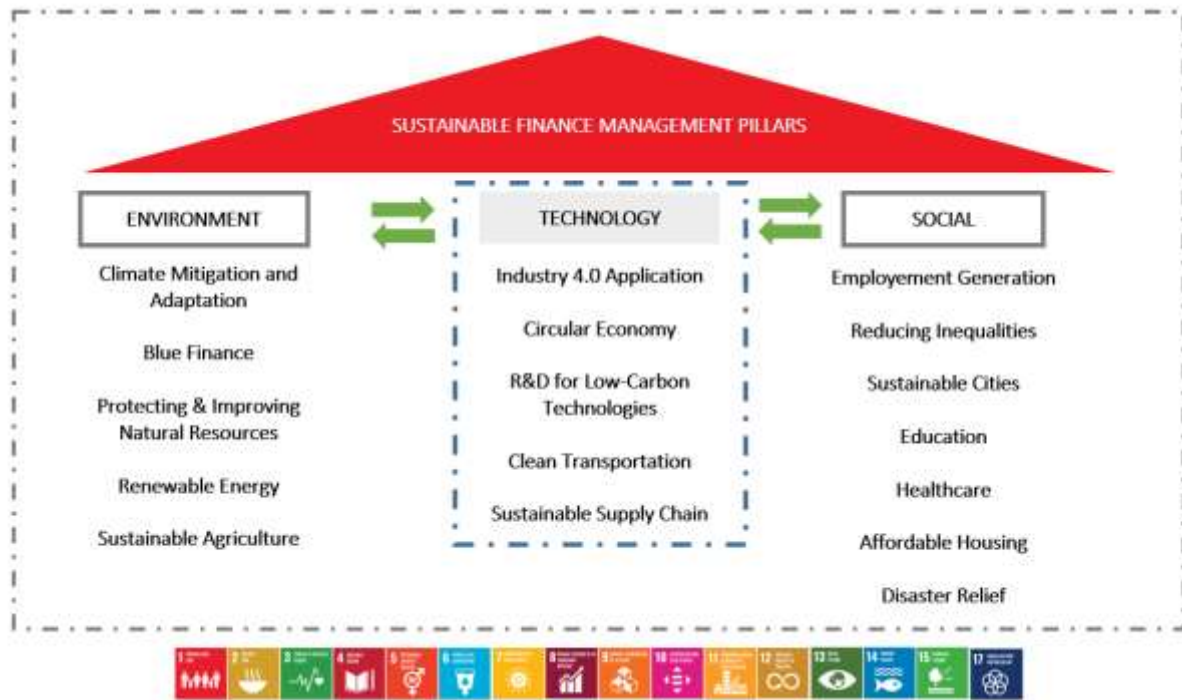 SUSTAINABLE FINANCE MANAGEMENT PILLARS
ENVIRONMENT
Climate Mitigation and
Adaptation
Blue Finance
Protecting & Improving
Natural Resources
Renewable Energy
Sustainable Agriculture
TECHNOLOGY
Industry 4.0 Application
Circular Economy
R&D for Low-Carbon
Technologies
Clean Transportation
Sustainable Supply Chain
SOCIAL
Employement Generation
Reducing Inequalities
Sustainable Cities
Education
Healthcare
Affordable Housing
Disaster Relief
1
2
3
4
5
6
7
8
9
10
11
12
13
14
15
17